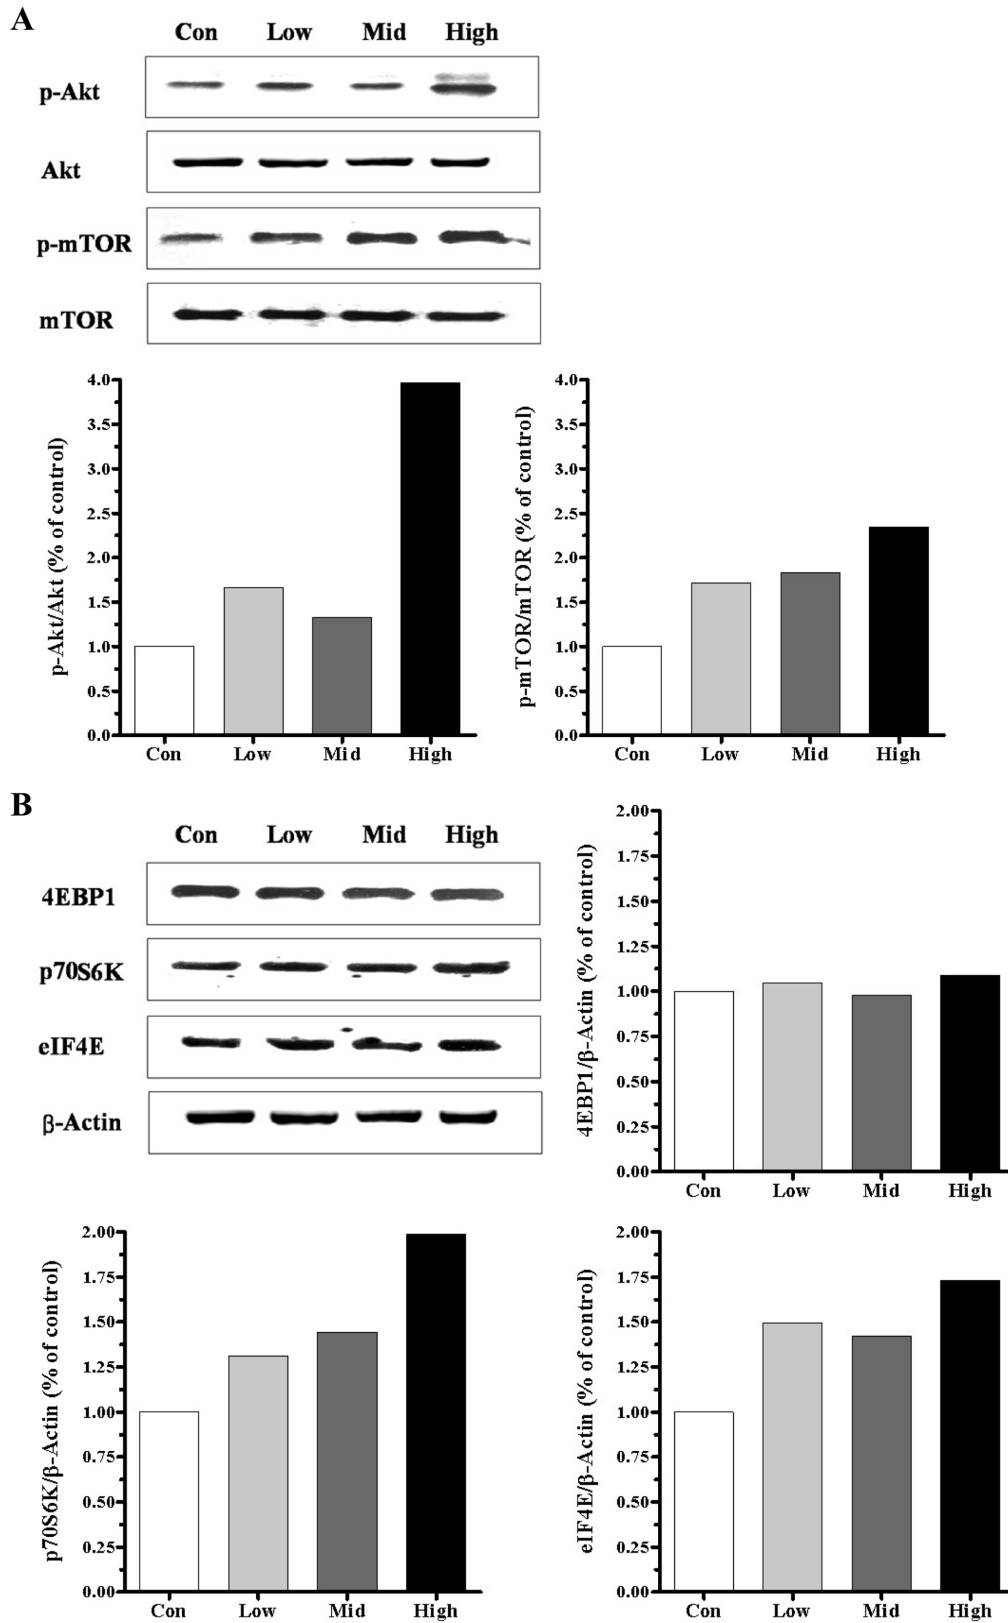 A
Con Low Mid High
p-Akt
Akt
p-mTOR
mTOR
p-Akt/Akt (% of control)
4.0
3.5
3.0
2.5
2.0
1.5
1.0
0.5
0.0
Con Low Mid High
p-mTOR/mTOR (% of control)
4.0
3.5
3.0
2.5
2.0
1.5
1.0
0.5
0.0
Con Low Mid High
B
Con Low Mid High
4EBP1
p70S6K
eIF4E
β-Actin
4EBP1/β-Actin (% of control)
2.00
1.75
1.50
1.25
1.00
0.75
0.50
0.25
0.00
Con Low Mid High
p70S6K/β-Actin (% of control)
2.00
1.75
1.50
1.25
1.00
0.75
0.50
0.25
0.00
Con Low Mid High
eIF4E/β-Actin (% of control)
2.00
1.75
1.50
1.25
1.00
0.75
0.50
0.25
0.00
Con Low Mid High